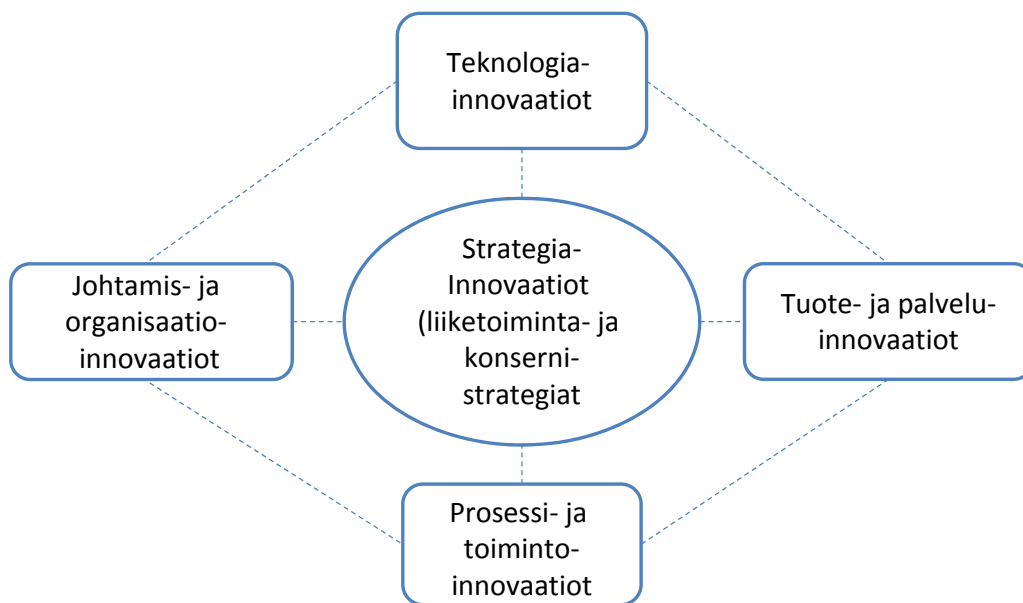 Teknologia-
innovaatiot
Johtamis- ja
organisaatio-
innovaatiot
Strategia-
Innovaatiot
(liiketoiminta- ja
konserni-
strategiat
Tuote- ja palvelu-
innovaatiot
Prosessi- ja
toiminto-
innovaatiot